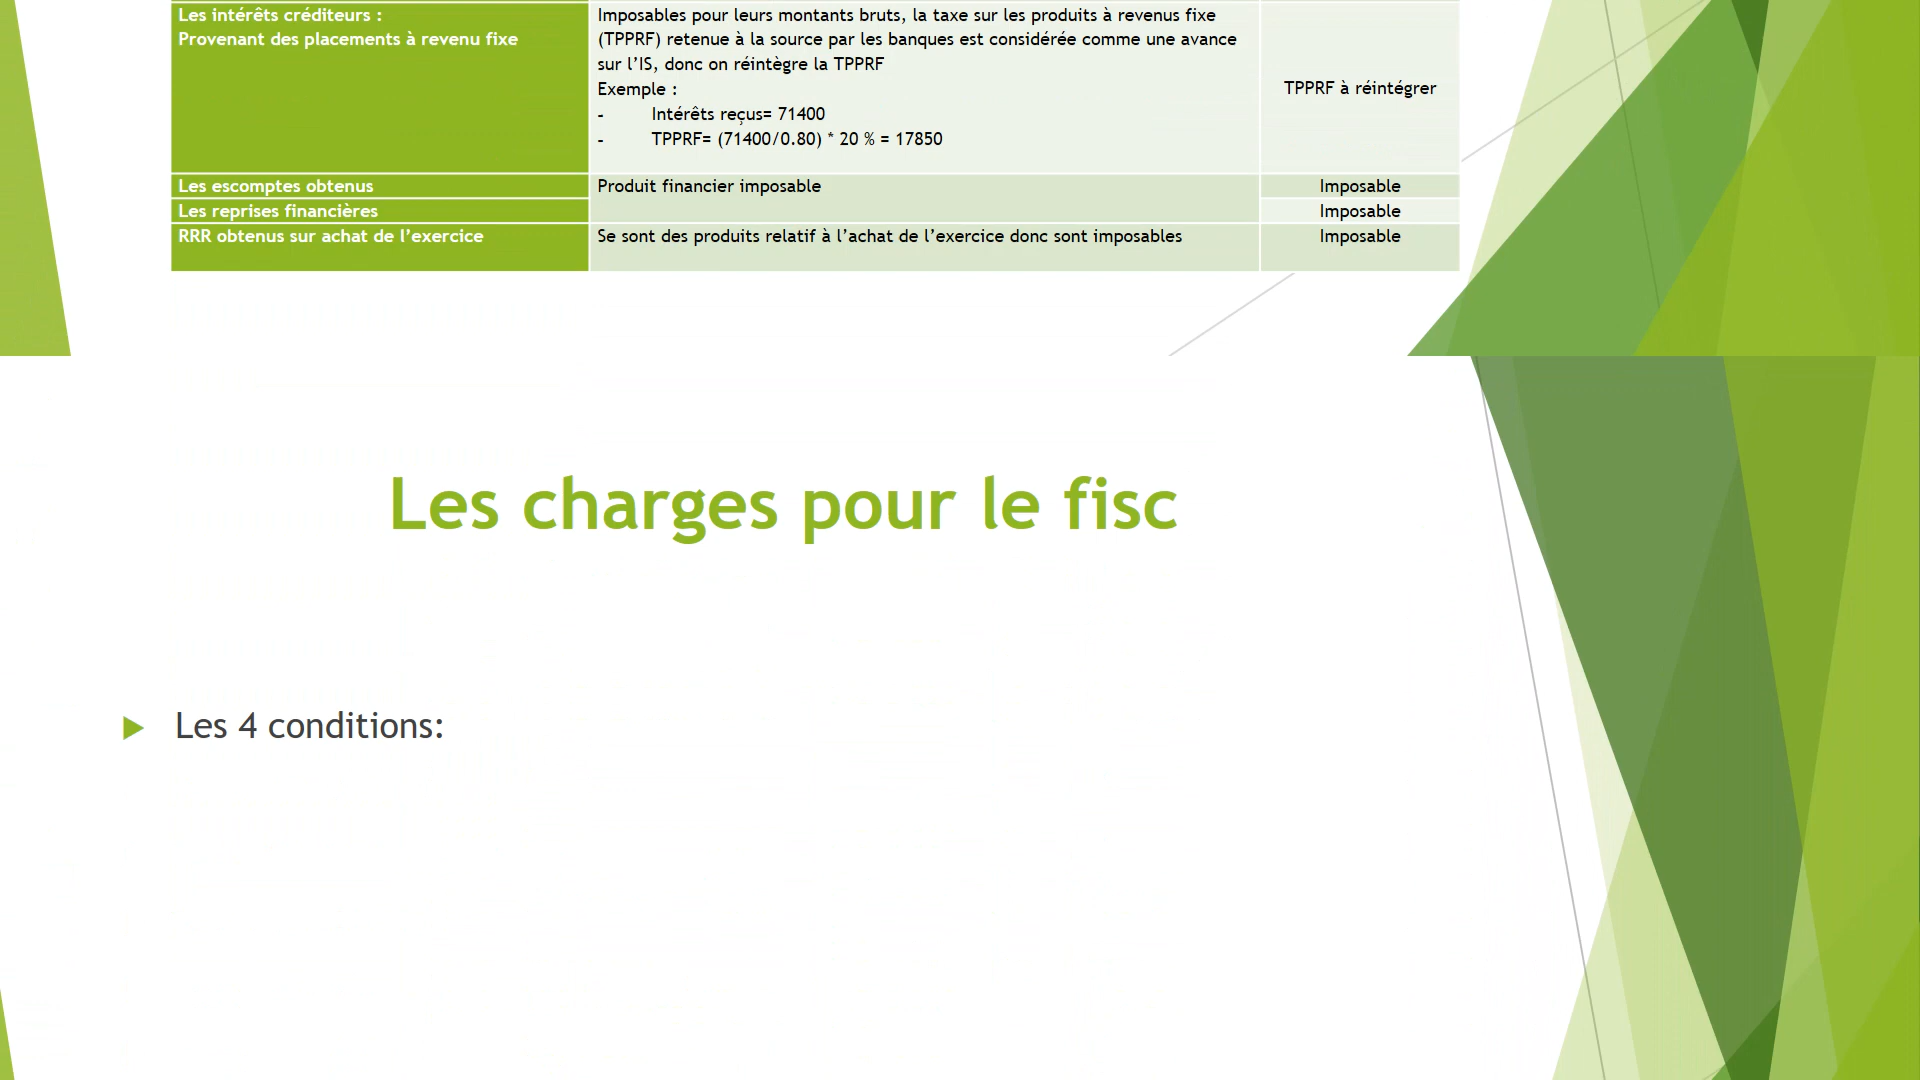 Les intérêts créditeurs :
Provenant des placements à revenu fixe
Imposables pour leurs montants bruts, la taxe sur les produits à revenus fixe
(TPPRF) retenue à la source par les banques est considérée comme une avance
sur l’IS, donc on réintègre la TPPRF
Exemple :
- Intérêts reçus= 71400
- TPPRF= (71400/0.80) * 20 % = 17850
TPPRF à réintégrer
Les escomptes obtenus
Produit financier imposable
Imposable
Les reprises financières
Imposable
RRR obtenus sur achat de l’exercice
Se sont des produits relatif à l’achat de l’exercice donc sont imposables
Imposable
Les charges pour le fisc
Les 4 conditions: